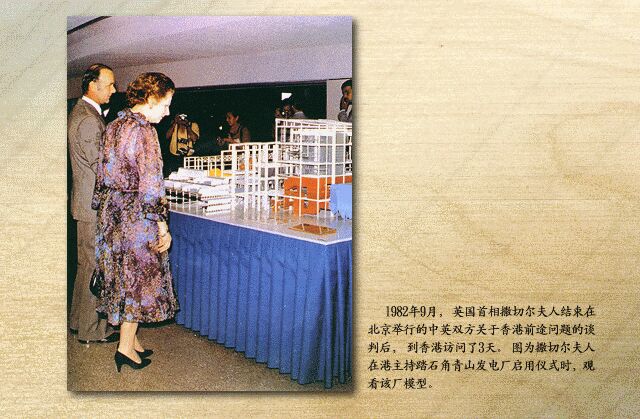 1982年9月，英国首相撒切尔夫人结束在
北京举行的中英双方关于香港前途问题的谈
判后，到香港访问了3天。图为撒切尔夫人
在港主持踏石角青山发电厂启用仪式时，观
看该厂模型。